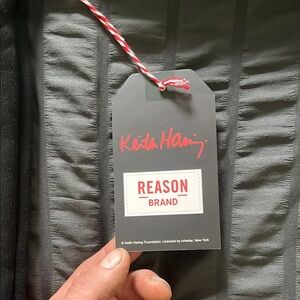 Keith Haring
REASON
BRAND
© Keith Haring Foundation. Licensed by Artestar, New York